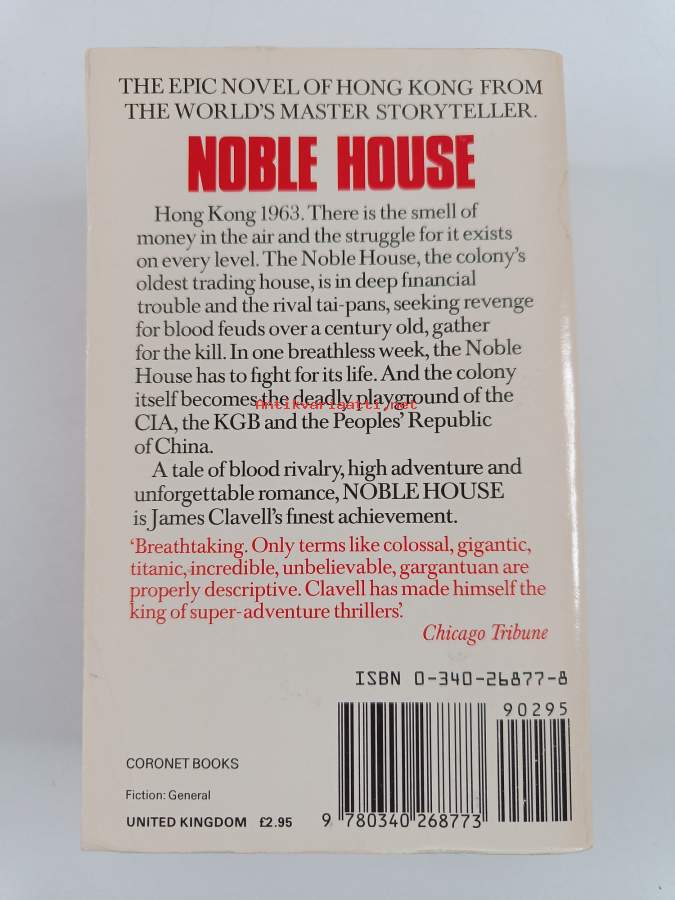 THE EPIC NOVEL OF HONG KONG FROM
THE WORLD'S MASTER STORYTELLER.
NOBLE HOUSE
Hong Kong 1963. There is the smell of
money in the air and the struggle for it exists
on every level. The Noble House, the colony's
oldest trading house, is in deep financial
trouble and the rival tai-pans, seeking revenge
for blood feuds over a century old, gather
for the kill. In one breathless week, the Noble
House has to fight for its life. And the colony
itself becomes the deadly playground of the
Antikvariaatti.net
CIA, the KGB and the Peoples' Republic
of China.
A tale of blood rivalry, high adventure and
unforgettable romance, NOBLE HOUSE
is James Clavell's finest achievement.
'Breathtaking. Only terms like colossal, gigantic,
titanic, incredible, unbelievable, gargantuan are
properly descriptive. Clavell has made himself the
king of super-adventure thrillers'.
Chicago Tribune
ISBN 0-340-26877-8
90295
CORONET BOOKS
Fiction: General
UNITED KINGDOM £2.95
9 780340 268773